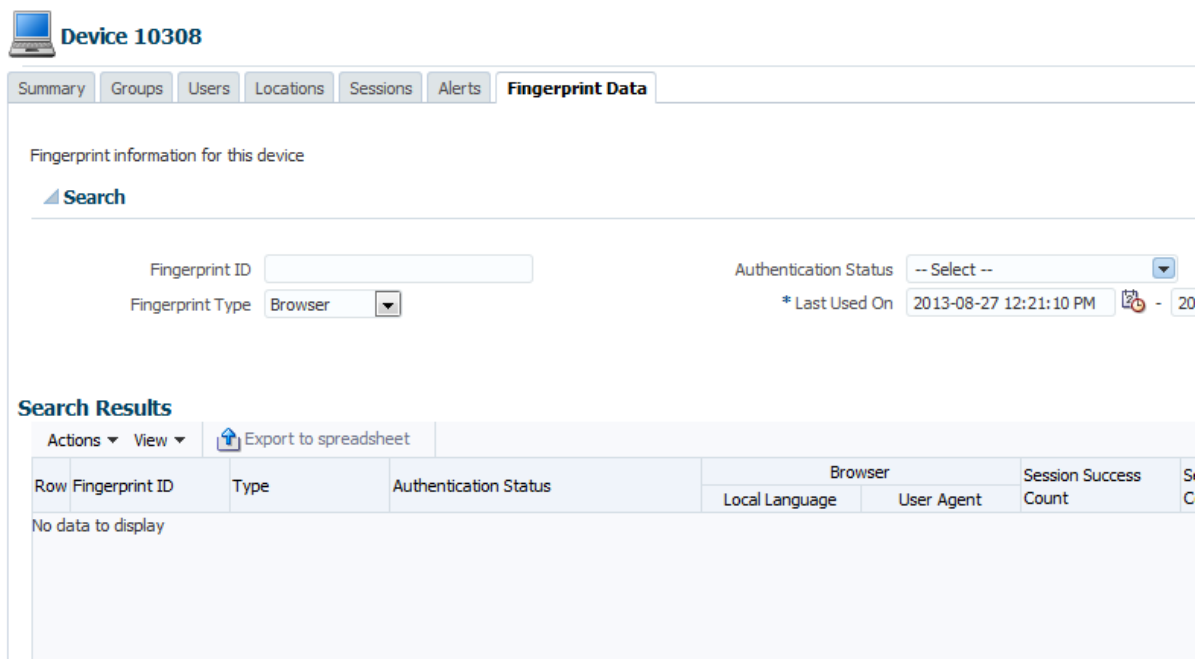 Device 10308
Summary Groups Users Locations Sessions Alerts Fingerprint Data
Fingerprint information for this device
Search
Fingerprint ID Authentication Status -- Select --
Fingerprint Type Browser * Last Used On 2013-08-27 12:21:10 PM - 20
Search Results
Actions View Export to spreadsheet
Row Fingerprint ID Type Authentication Status Browser Local Language User Agent Session Success Count
No data to display